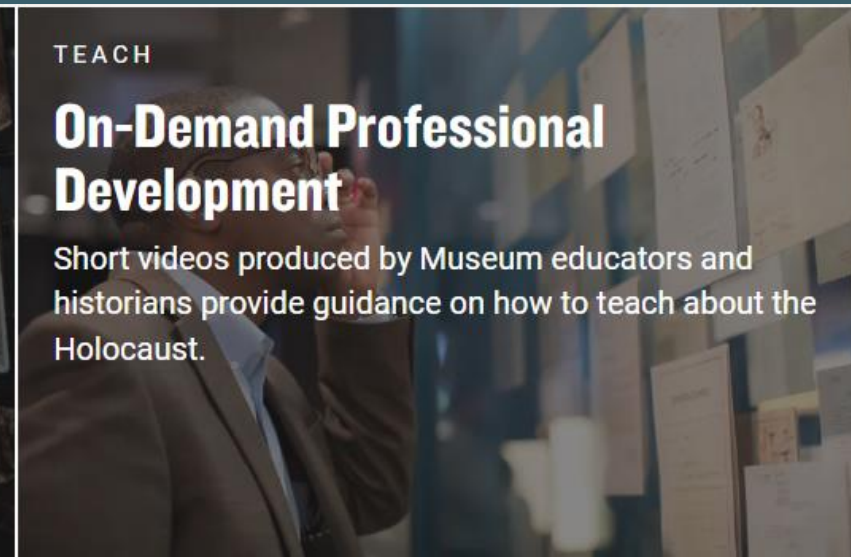 TEACH
On-Demand Professional
Development
Short videos produced by Museum educators and
historians provide guidance on how to teach about the
Holocaust.